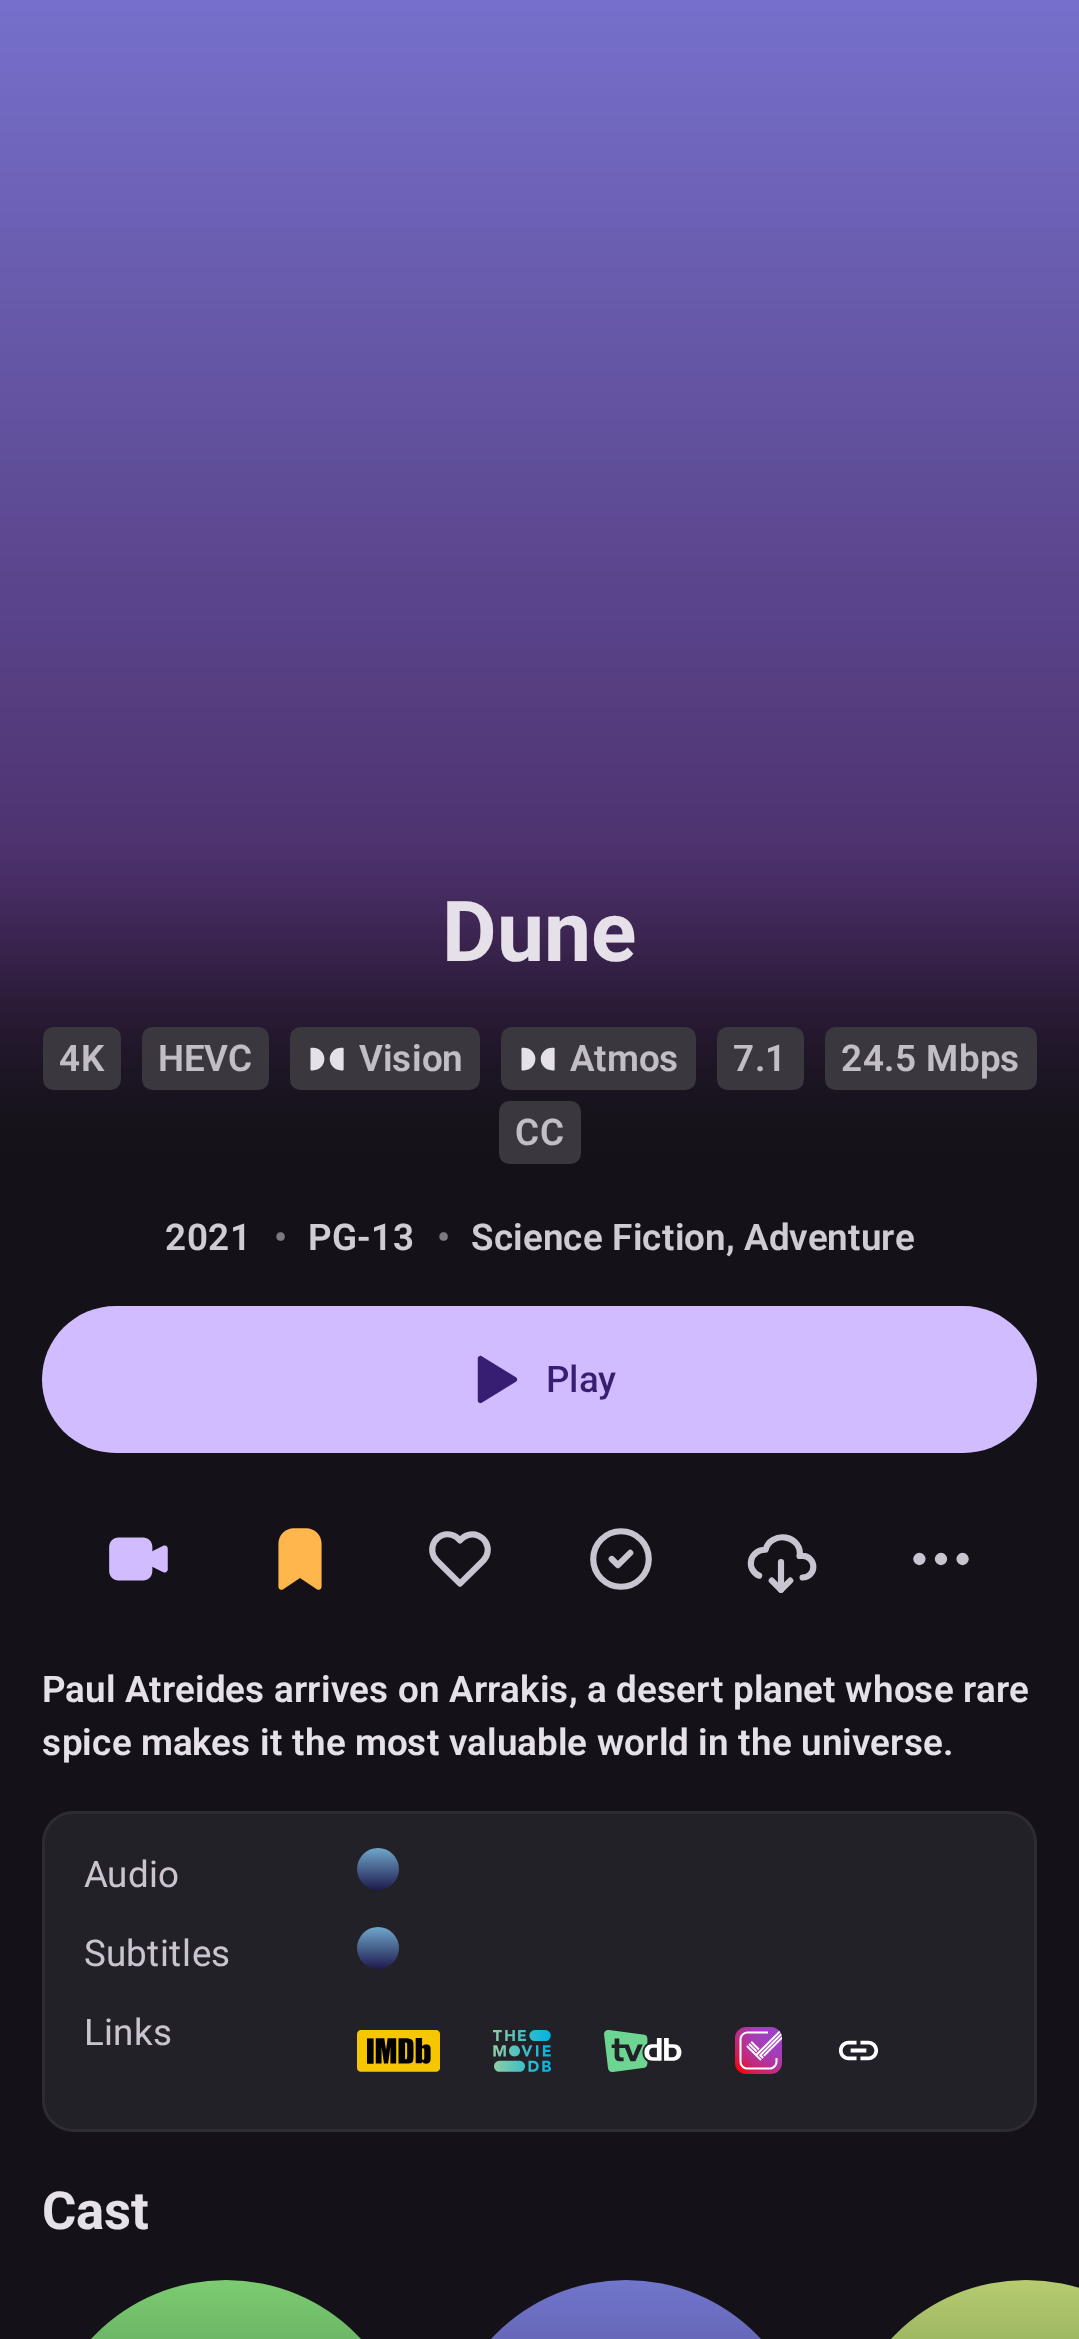 Dune
4K HEVC Vision Atmos 7.1 24.5 Mbps
CC
2021 • PG-13 • Science Fiction, Adventure
Play
Paul Atreides arrives on Arrakis, a desert planet whose rare
spice makes it the most valuable world in the universe.
Audio
Subtitles
Links
IMDb
THE
MOVIE
DB
tvdb
Cast